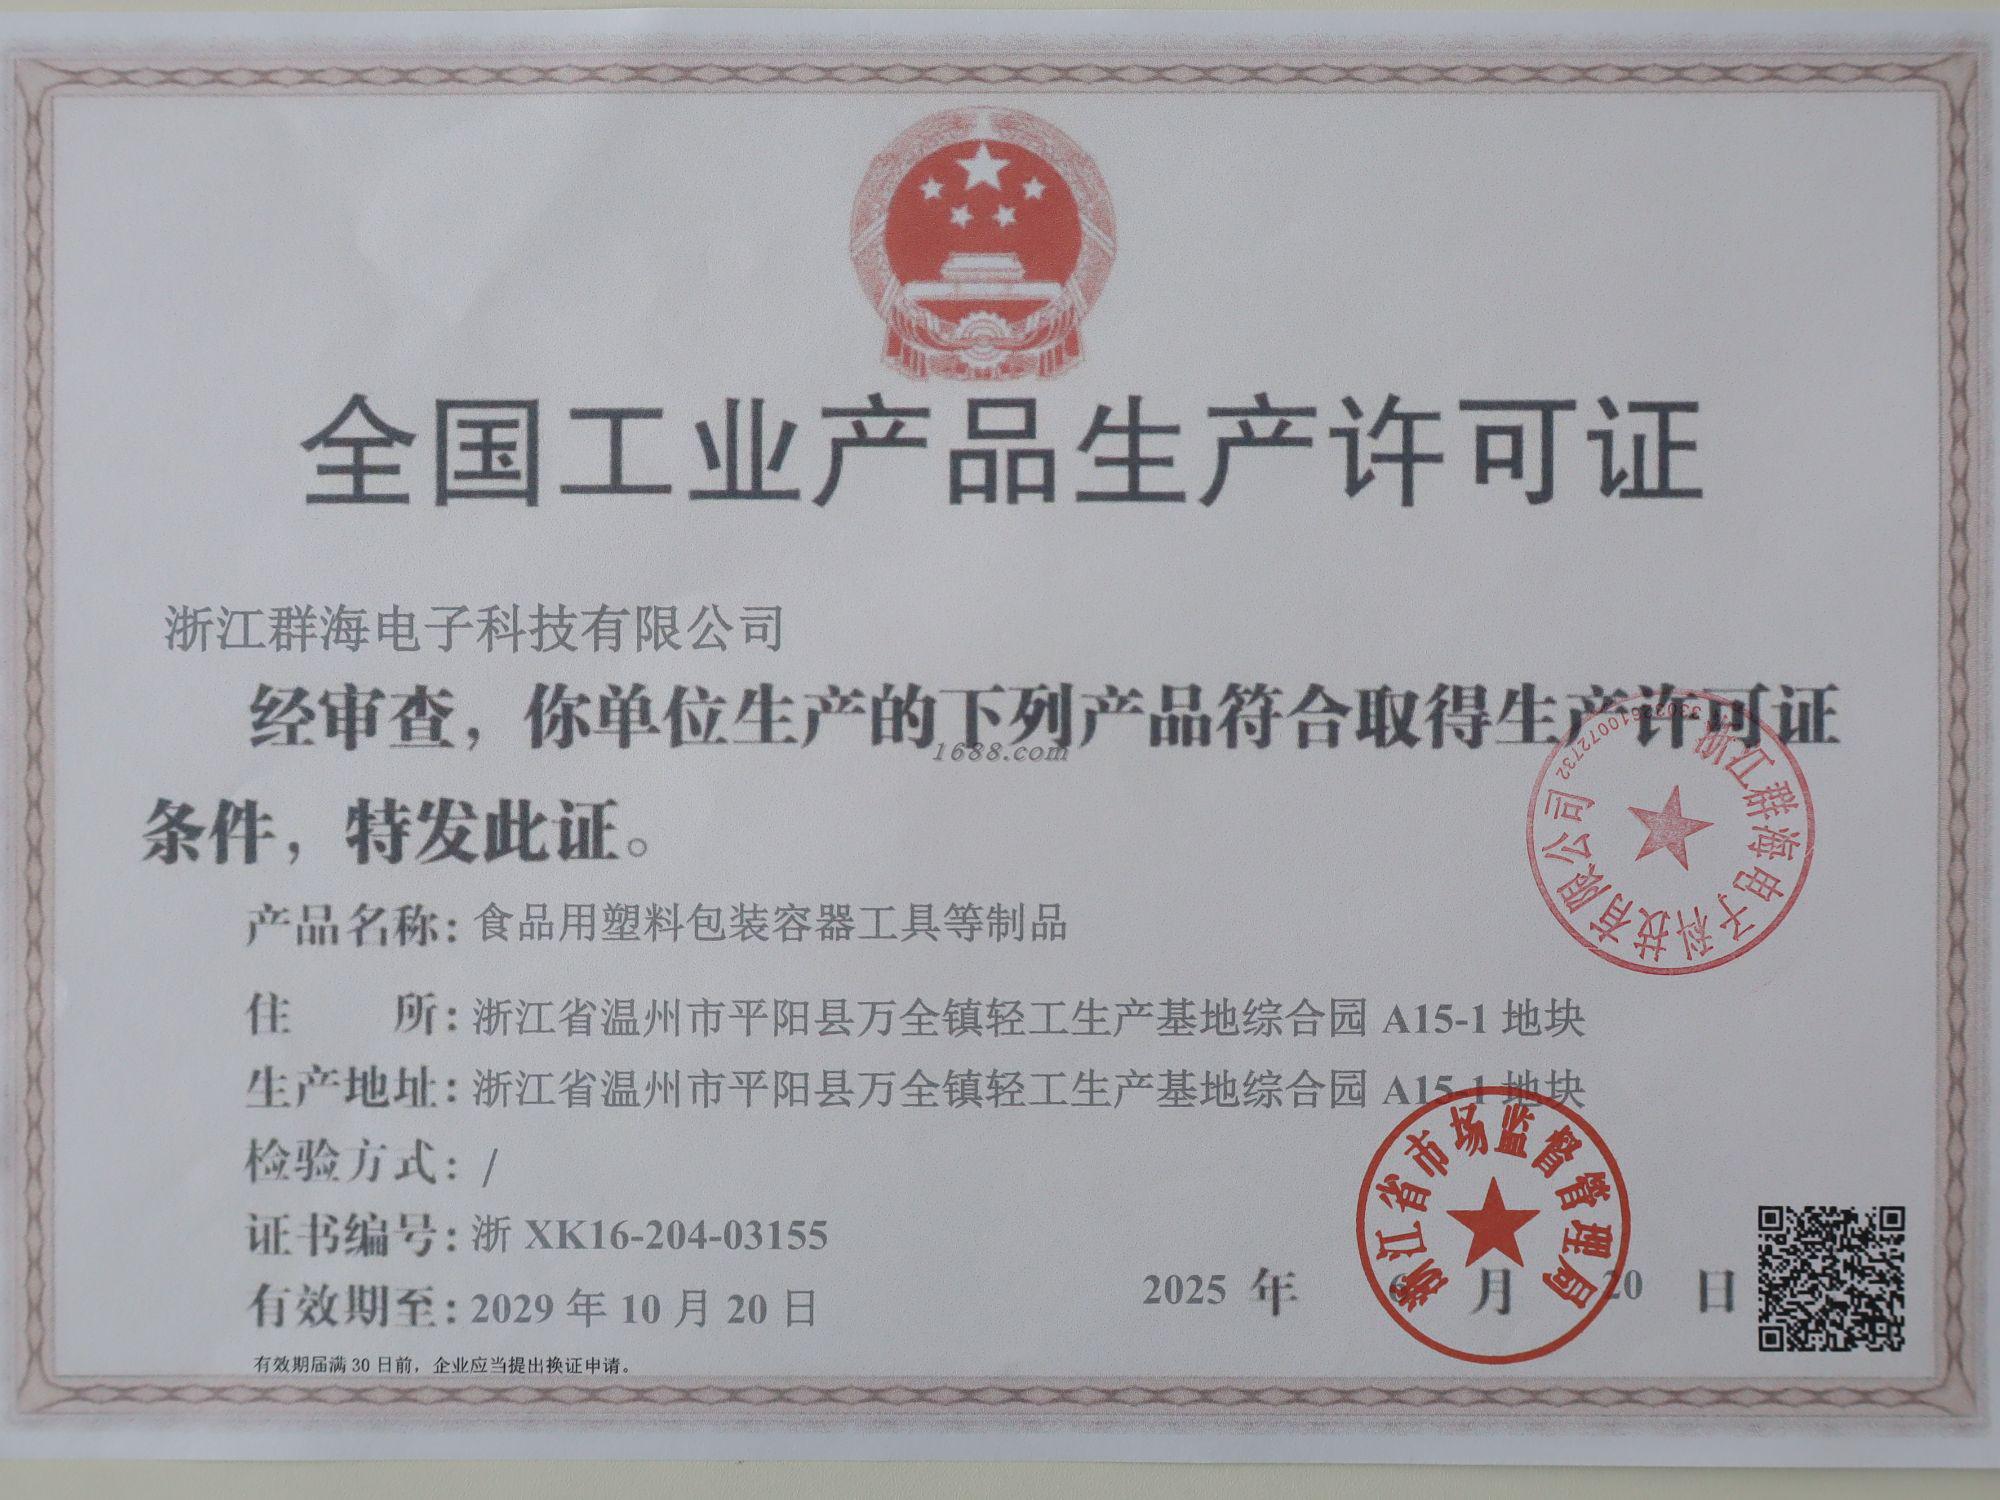 全国工业产品生产许可证
浙江群海电子科技有限公司
经审查，你单位生产的下列产品符合取得生产许可证
1688.com
条件，特发此证。
浙江群海电子科技有限公司
产品名称：食品用塑料包装容器工具等制品
住 所：浙江省温州市平阳县万全镇轻工生产基地综合园 A15-1 地块
生产地址：浙江省温州市平阳县万全镇轻工生产基地综合园 A15-1 地块
检验方式：/
浙江省市场监督管理局
证书编号：浙 XK16-204-03155
有效期至：2029 年 10 月 20 日
2025 年 6 月 20 日
有效期届满 30 日前，企业应当提出换证申请。